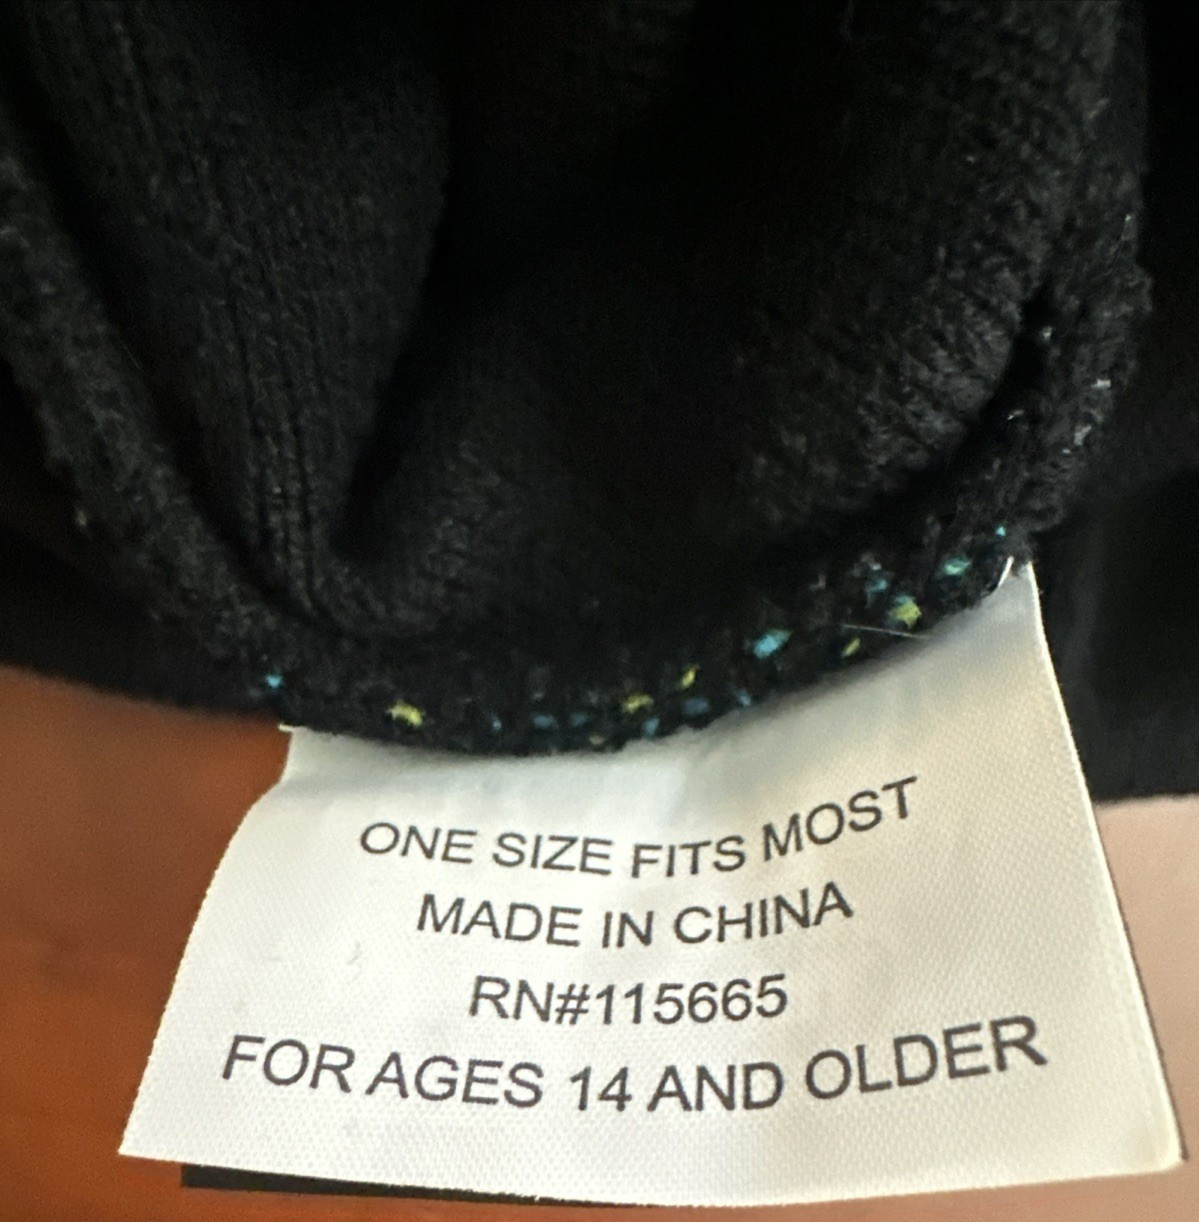 ONE SIZE FITS MOST
MADE IN CHINA
RN#115665
FOR AGES 14 AND OLDER